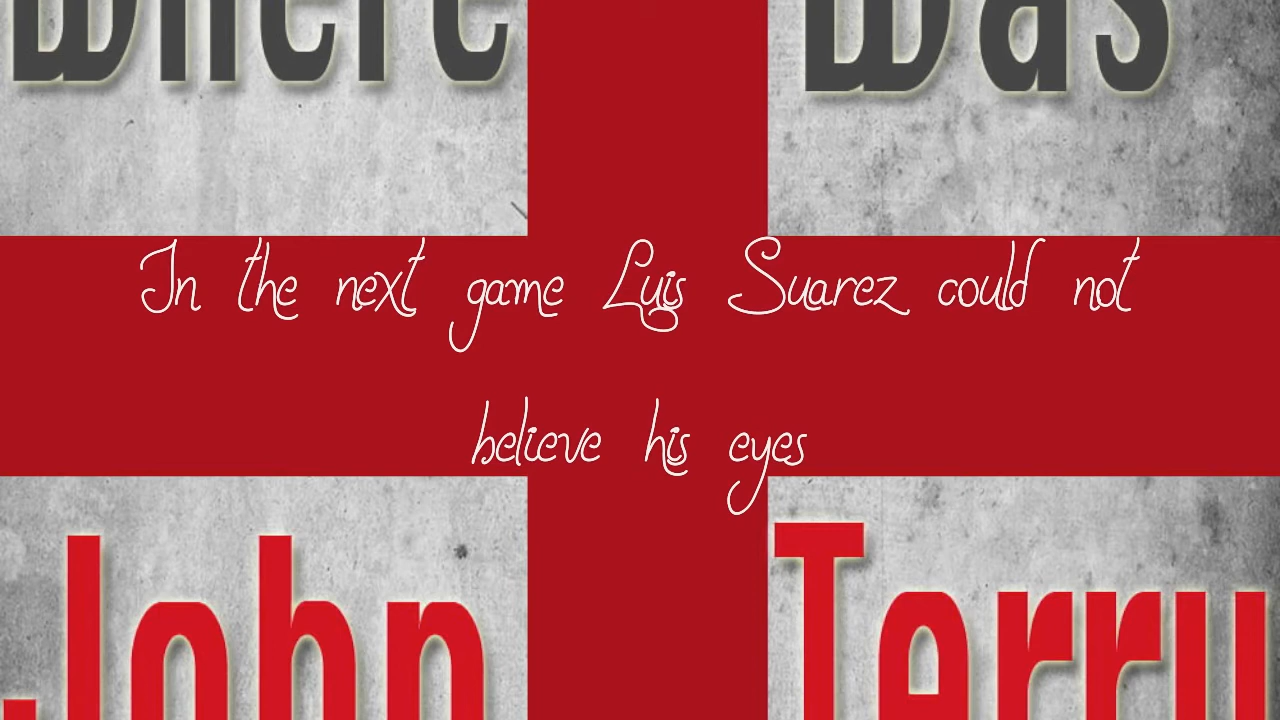 where was
In the next game Luis Suarez could not
believe his eyes
John Terry